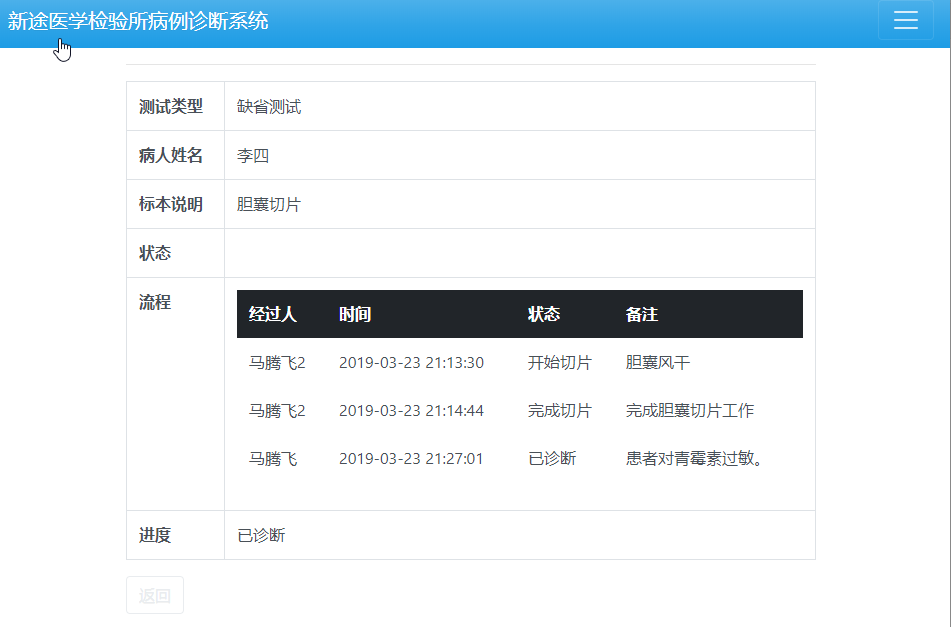 新途医学检验所病例诊断系统
测试类型 缺省测试
病人姓名 李四
标本说明 胆囊切片
状态
流程
经过人 时间 状态 备注
马腾飞2 2019-03-23 21:13:30 开始切片 胆囊风干
马腾飞2 2019-03-23 21:14:44 完成切片 完成胆囊切片工作
马腾飞 2019-03-23 21:27:01 已诊断 患者对青霉素过敏。
进度 已诊断
返回